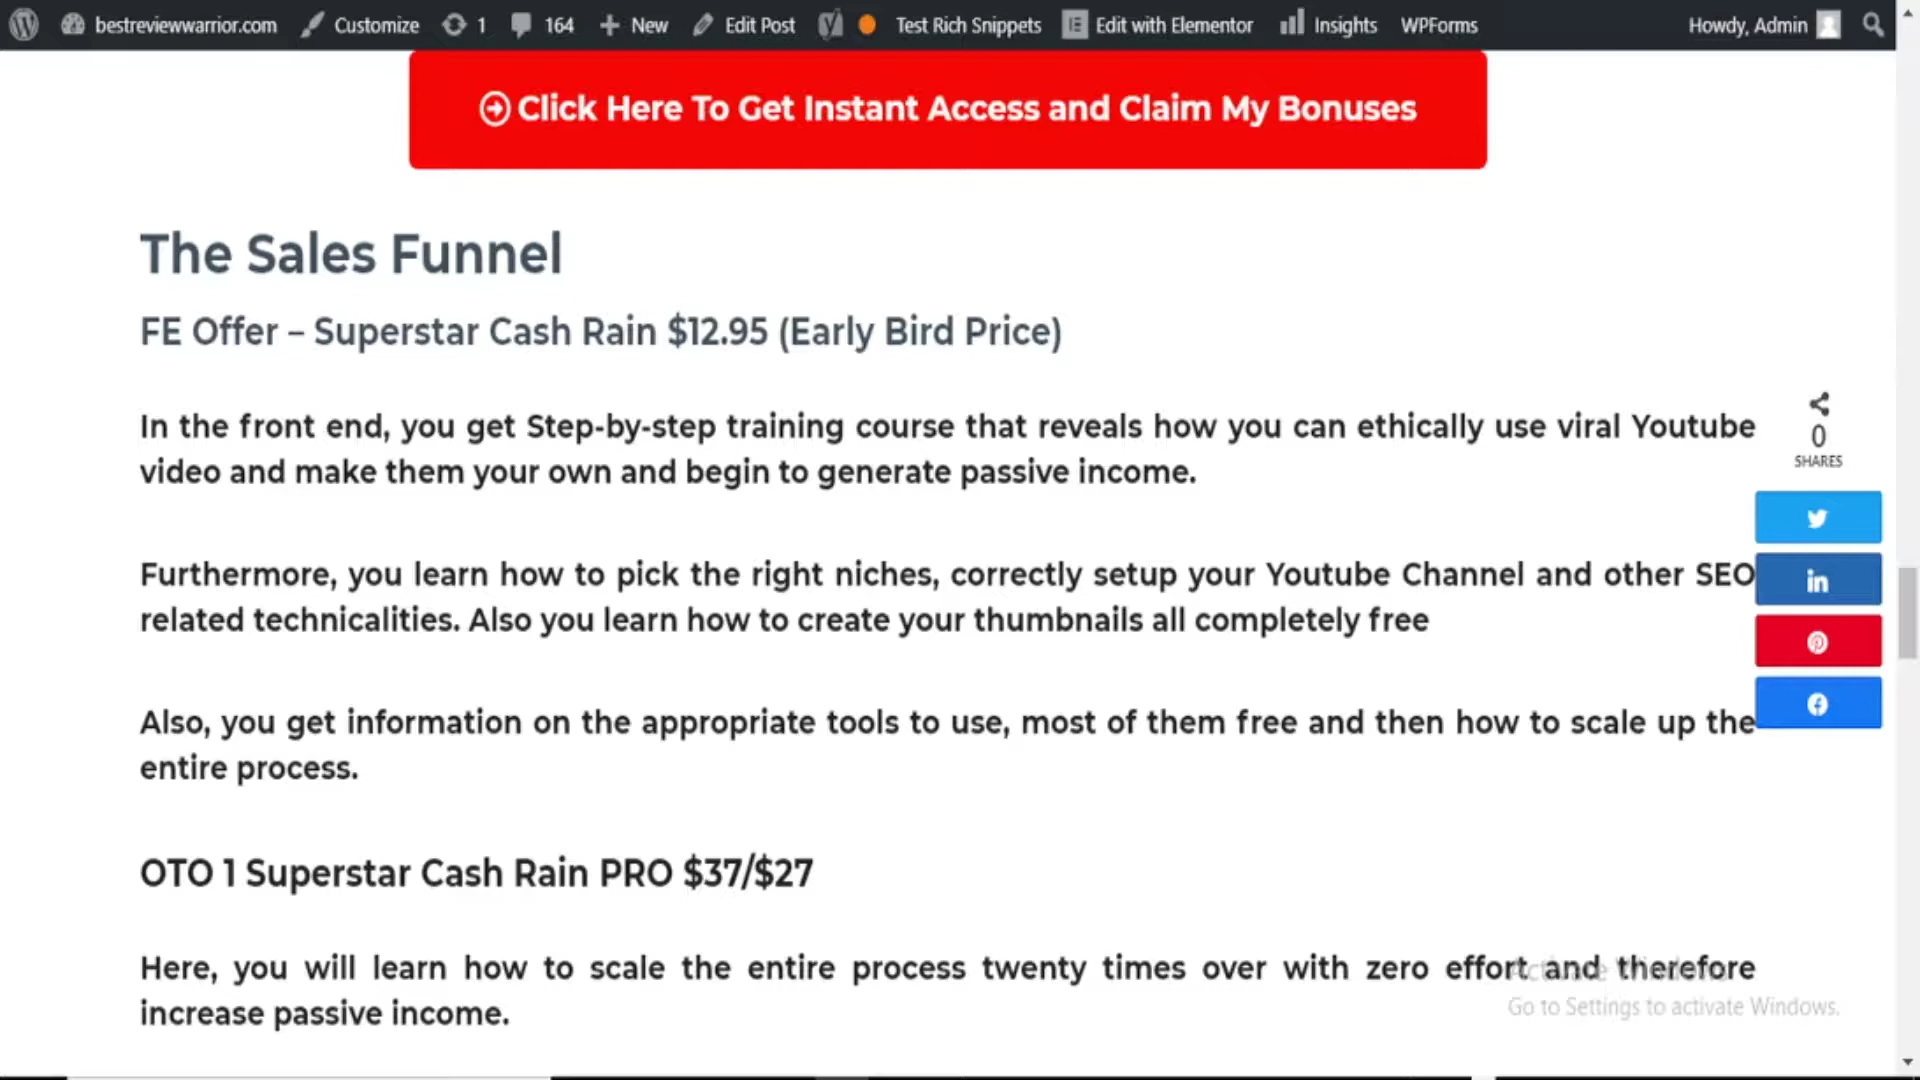 bestreviewwarrior.com Customize 1 164 New Edit Post Test Rich Snippets Edit with Elementor Insights WPForms Howdy, Admin
Click Here To Get Instant Access and Claim My Bonuses
The Sales Funnel
FE Offer – Superstar Cash Rain $12.95 (Early Bird Price)
In the front end, you get Step-by-step training course that reveals how you can ethically use viral Youtube
video and make them your own and begin to generate passive income.
0
SHARES
Furthermore, you learn how to pick the right niches, correctly setup your Youtube Channel and other SEO
related technicalities. Also you learn how to create your thumbnails all completely free
Also, you get information on the appropriate tools to use, most of them free and then how to scale up the
entire process.
OTO 1 Superstar Cash Rain PRO $37/$27
Here, you will learn how to scale the entire process twenty times over with zero effort and therefore
increase passive income.
Activate Windows
Go to Settings to activate Windows.